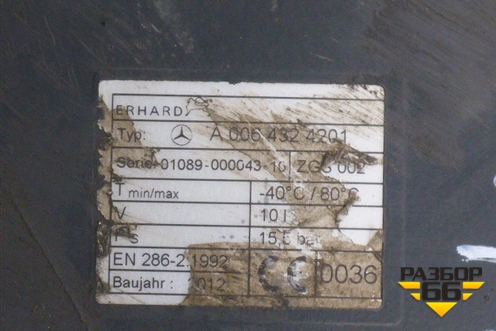 ERHARD
Typ: A 006 432 4201
Serie: 01089-000043-10 ZGS 002
T min/max -40°C / 80°C
V 10 l
PS 15,5 bar
EN 286-2:1992 CE 0036
Baujahr: 2012
РАЗБОР
66